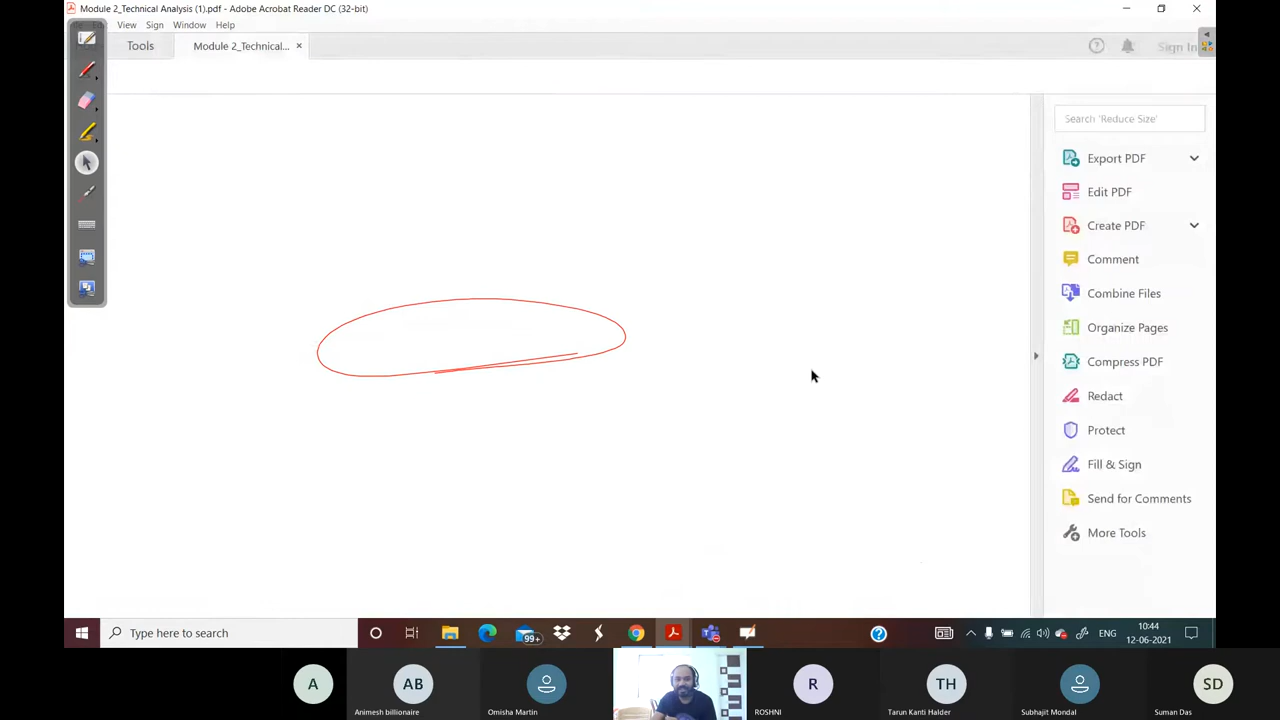 Module 2_Technical Analysis (1).pdf - Adobe Acrobat Reader DC (32-bit)
View Sign Window Help
Tools
Module 2_Technical... ×
Sign In
Search 'Reduce Size'
Export PDF
Edit PDF
Create PDF
Comment
Combine Files
Organize Pages
Compress PDF
Redact
Protect
Fill & Sign
Send for Comments
More Tools
Type here to search
99+
ENG
10:44
12-06-2021
A
AB
R
TH
SD
Animesh billionaire
Omisha Martin
ROSHNI
Tarun Kanti Halder
Subhajit Mondal
Suman Das